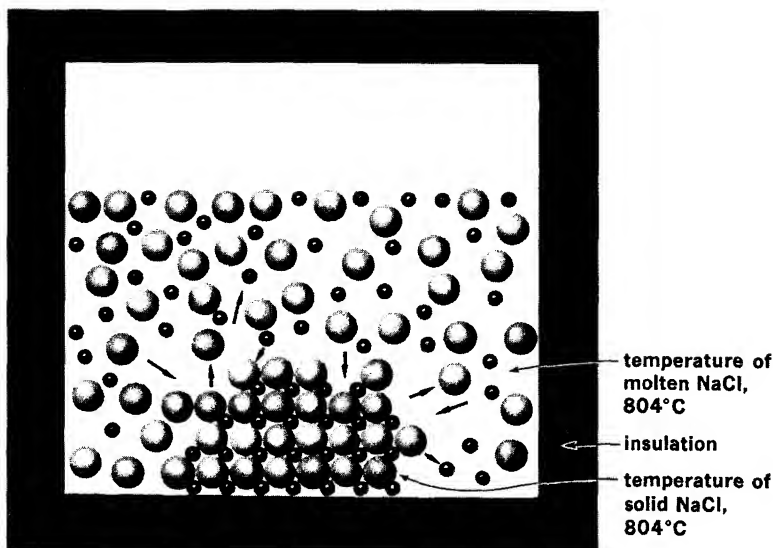 temperature of
molten NaCl,
804°C
insulation
temperature of
solid NaCl,
804°C